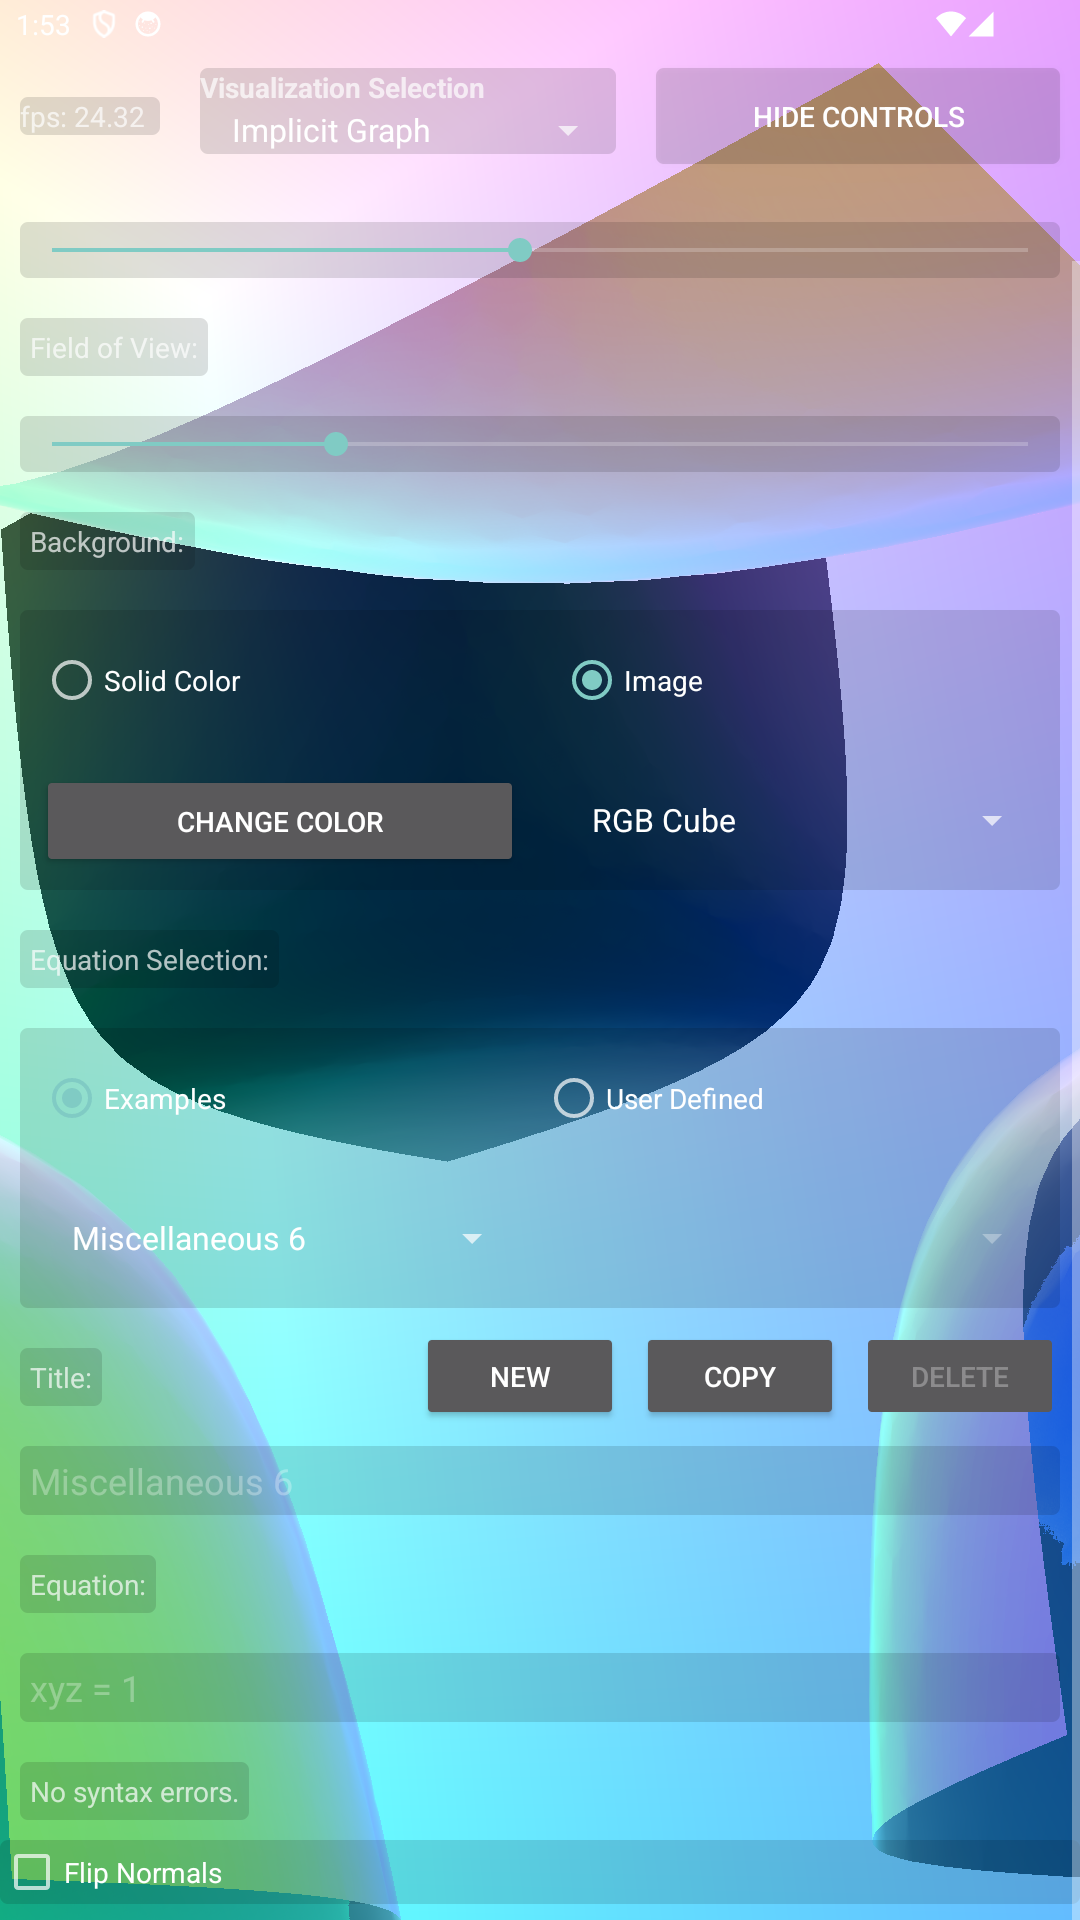 1:53
fps: 24.32
Visualization Selection
Implicit Graph
HIDE CONTROLS
Field of View:
Background:
Solid Color
Image
CHANGE COLOR
RGB Cube
Equation Selection:
Examples
User Defined
Miscellaneous 6
Title:
NEW
COPY
DELETE
Miscellaneous 6
Equation:
xyz = 1
No syntax errors.
Flip Normals